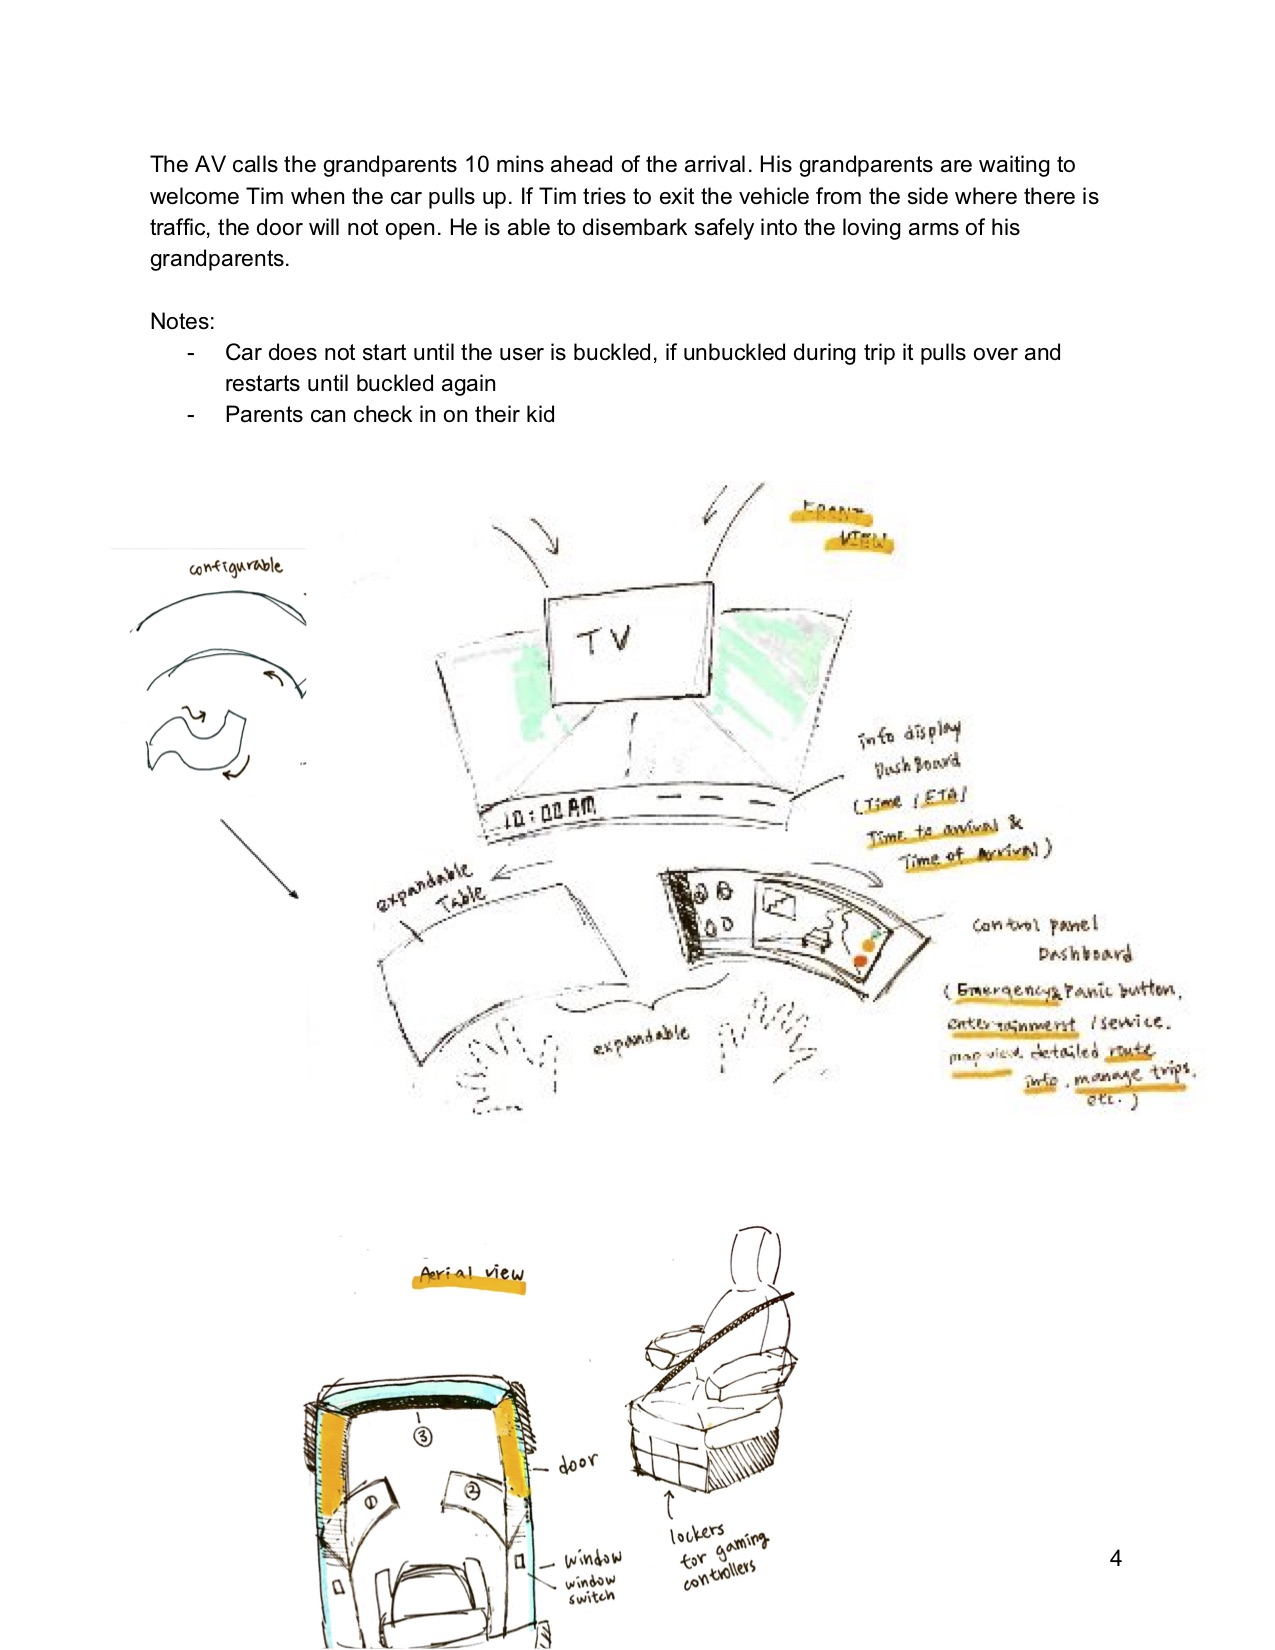 The AV calls the grandparents 10 mins ahead of the arrival. His grandparents are waiting to
welcome Tim when the car pulls up. If Tim tries to exit the vehicle from the side where there is
traffic, the door will not open. He is able to disembark safely into the loving arms of his
grandparents.
Notes:
- Car does not start until the user is buckled, if unbuckled during trip it pulls over and
restarts until buckled again
- Parents can check in on their kid
FRONT
VIEW
configurable
TV
info display
DashBoard
(Time / ETA /
Time to arrival &
Time of Arrival)
10:00 AM
expandable
Table
control panel
Dashboard
(Emergency& Panic button,
entertainment / service.
map view. detailed route
info. manage trips.
etc.)
expandable
Aerial view
3
door
1
2
window
window
switch
lockers
for gaming
controllers
4